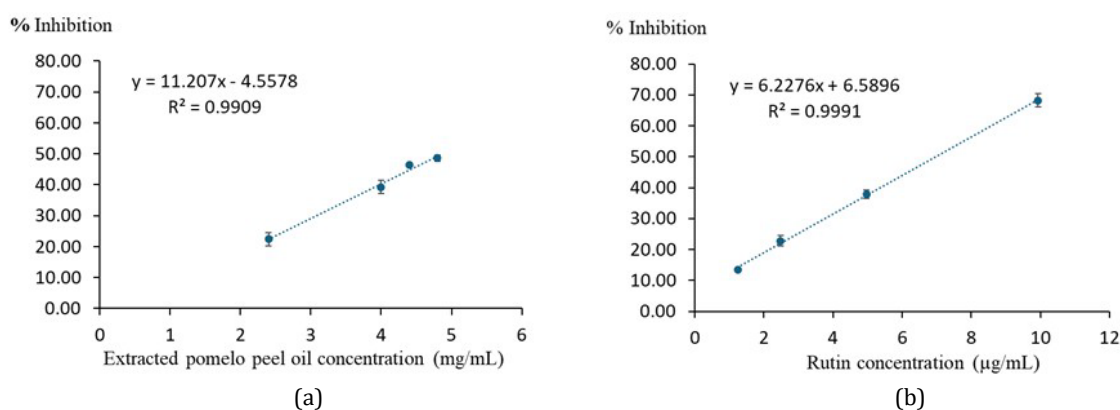 % Inhibition
80.00
70.00
60.00
50.00
40.00
30.00
20.00
10.00
0.00
y = 11.207x - 4.5578
R² = 0.9909
0 1 2 3 4 5 6
Extracted pomelo peel oil concentration (mg/mL)
(a)
% Inhibition
80.00
70.00
60.00
50.00
40.00
30.00
20.00
10.00
0.00
y = 6.2276x + 6.5896
R² = 0.9991
0 2 4 6 8 10 12
Rutin concentration (µg/mL)
(b)